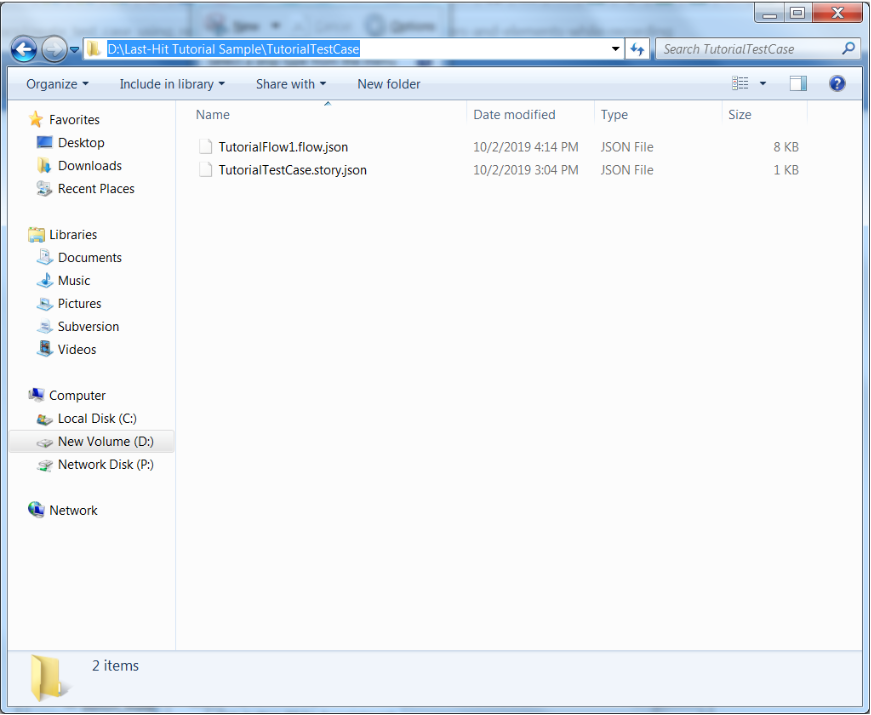 New
Options
D:\Last-Hit Tutorial Sample\TutorialTestCase
Search TutorialTestCase
Organize
Include in library
Share with
New folder
Name
Date modified
Type
Size
TutorialFlow1.flow.json
10/2/2019 4:14 PM
JSON File
8 KB
TutorialTestCase.story.json
10/2/2019 3:04 PM
JSON File
1 KB
Favorites
Desktop
Downloads
Recent Places
Libraries
Documents
Music
Pictures
Subversion
Videos
Computer
Local Disk (C:)
New Volume (D:)
Network Disk (P:)
Network
2 items